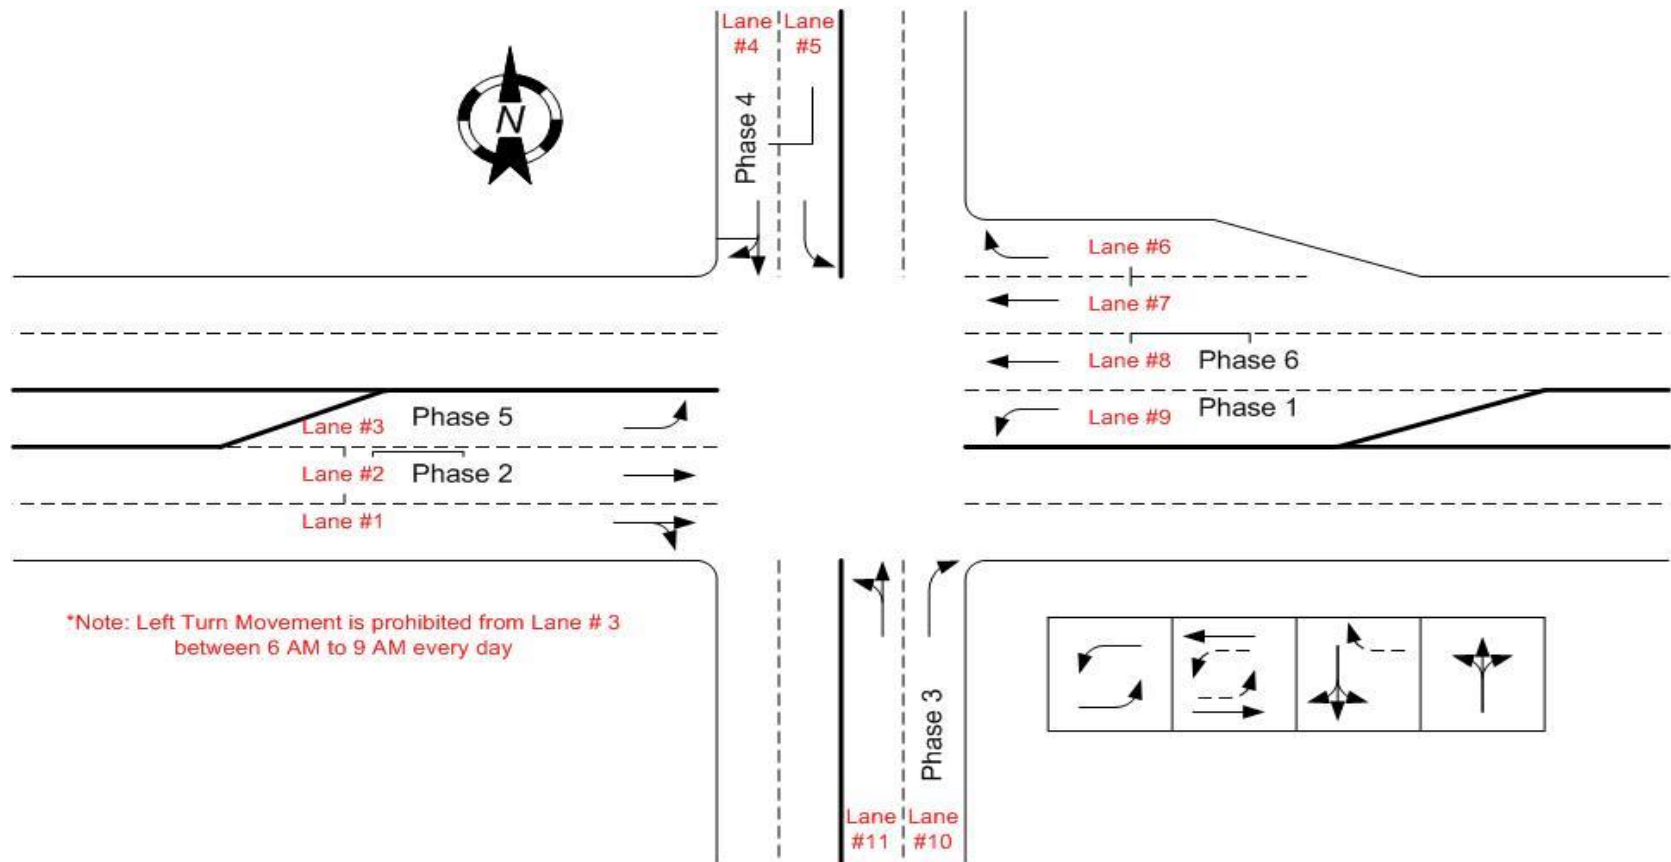 Lane Lane
#4 #5
Phase 4
N
Lane #6
Lane #7
Lane #8 Phase 6
Lane #9 Phase 1
Lane #3 Phase 5
Lane #2 Phase 2
Lane #1
*Note: Left Turn Movement is prohibited from Lane # 3
between 6 AM to 9 AM every day
Phase 3
Lane Lane
#11 #10